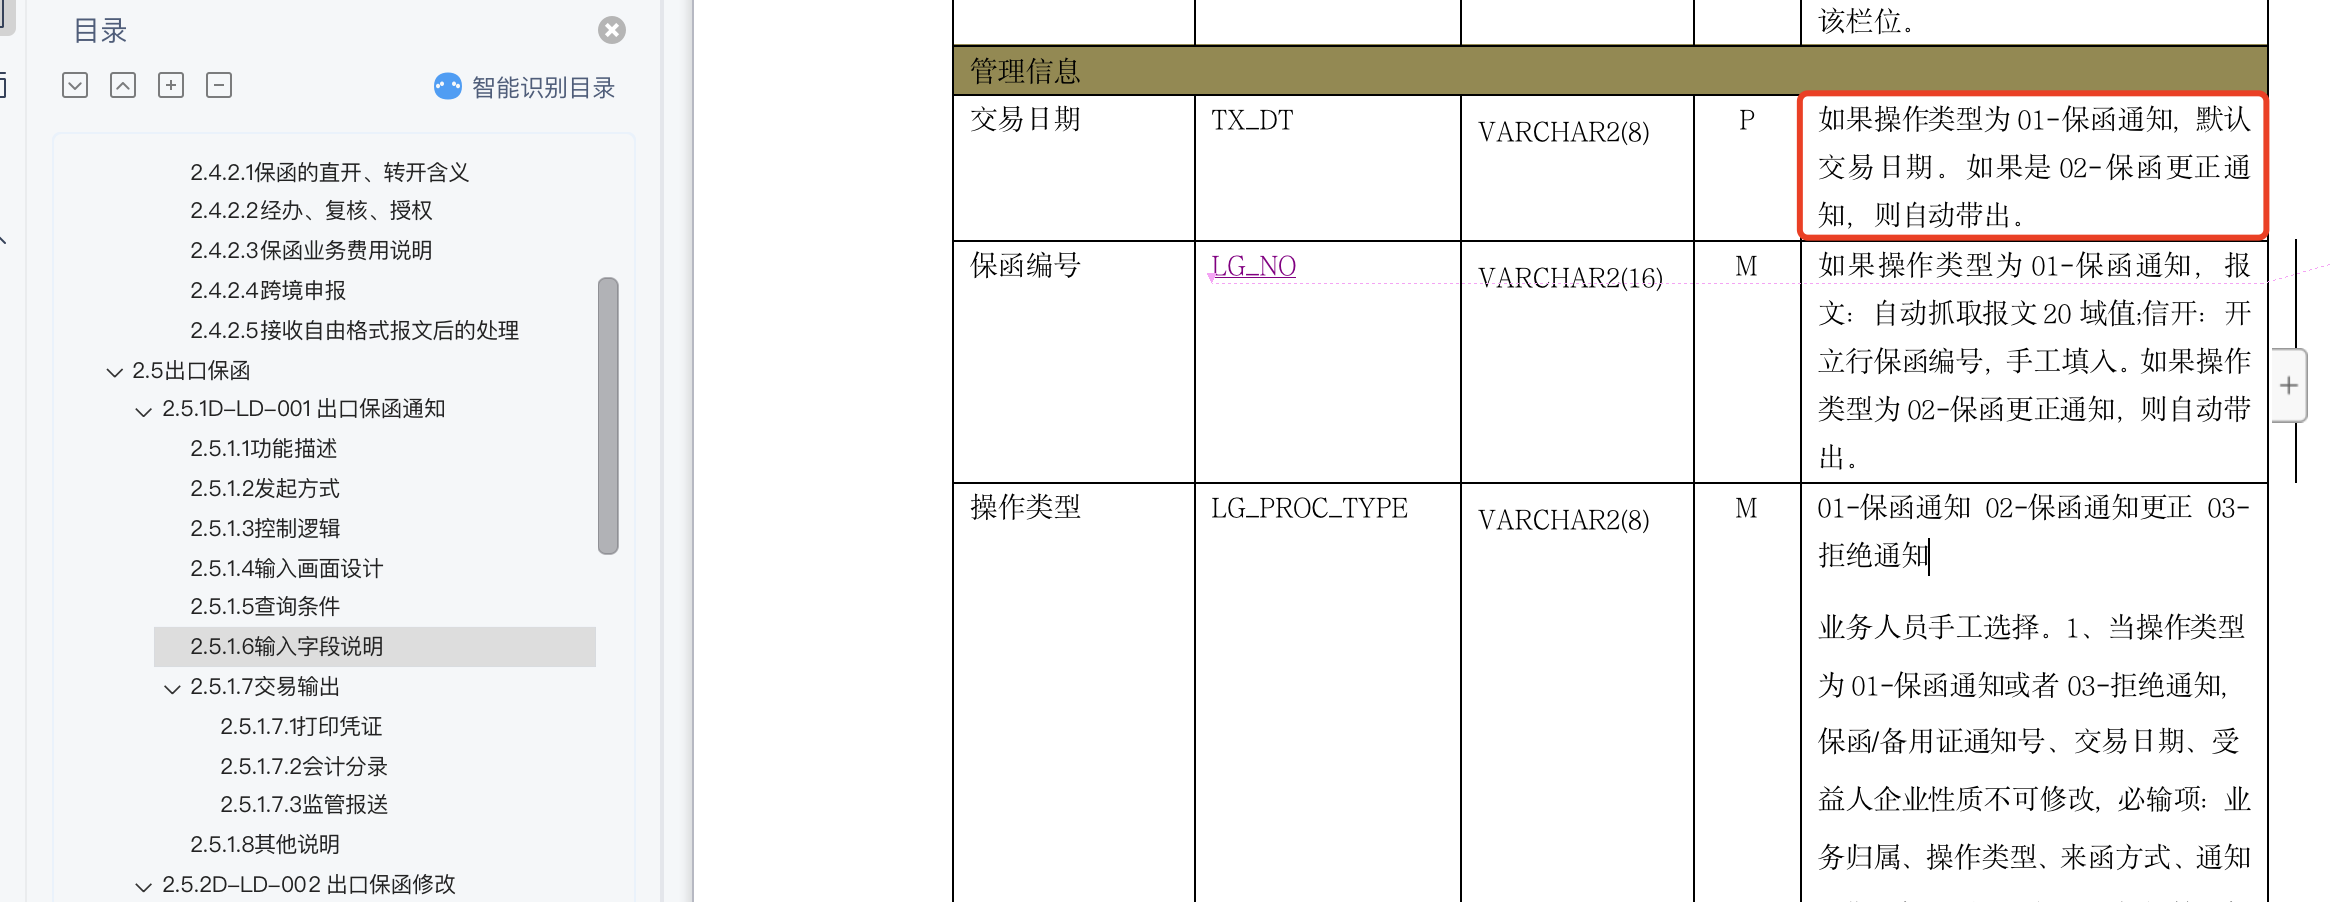 目录
智能识别目录
2.4.2.1保函的直开、转开含义
2.4.2.2经办、复核、授权
2.4.2.3保函业务费用说明
2.4.2.4跨境申报
2.4.2.5接收自由格式报文后的处理
2.5出口保函
2.5.1D-LD-001 出口保函通知
2.5.1.1功能描述
2.5.1.2发起方式
2.5.1.3控制逻辑
2.5.1.4输入画面设计
2.5.1.5查询条件
2.5.1.6输入字段说明
2.5.1.7交易输出
2.5.1.7.1打印凭证
2.5.1.7.2会计分录
2.5.1.7.3监管报送
2.5.1.8其他说明
2.5.2D-LD-002 出口保函修改
该栏位。
管理信息
交易日期 TX_DT VARCHAR2(8) P 如果操作类型为 01-保函通知，默认
交易日期。如果是 02-保函更正通
知，则自动带出。
保函编号 LG_NO VARCHAR2(16) M 如果操作类型为 01-保函通知，报
文：自动抓取报文 20 域值;信开：开
立行保函编号，手工填入。如果操作
类型为 02-保函更正通知，则自动带
出。
操作类型 LG_PROC_TYPE VARCHAR2(8) M 01-保函通知 02-保函通知更正 03-
拒绝通知
业务人员手工选择。1、当操作类型
为 01-保函通知或者 03-拒绝通知，
保函/备用证通知号、交易日期、受
益人企业性质不可修改，必输项：业
务归属、操作类型、来函方式、通知